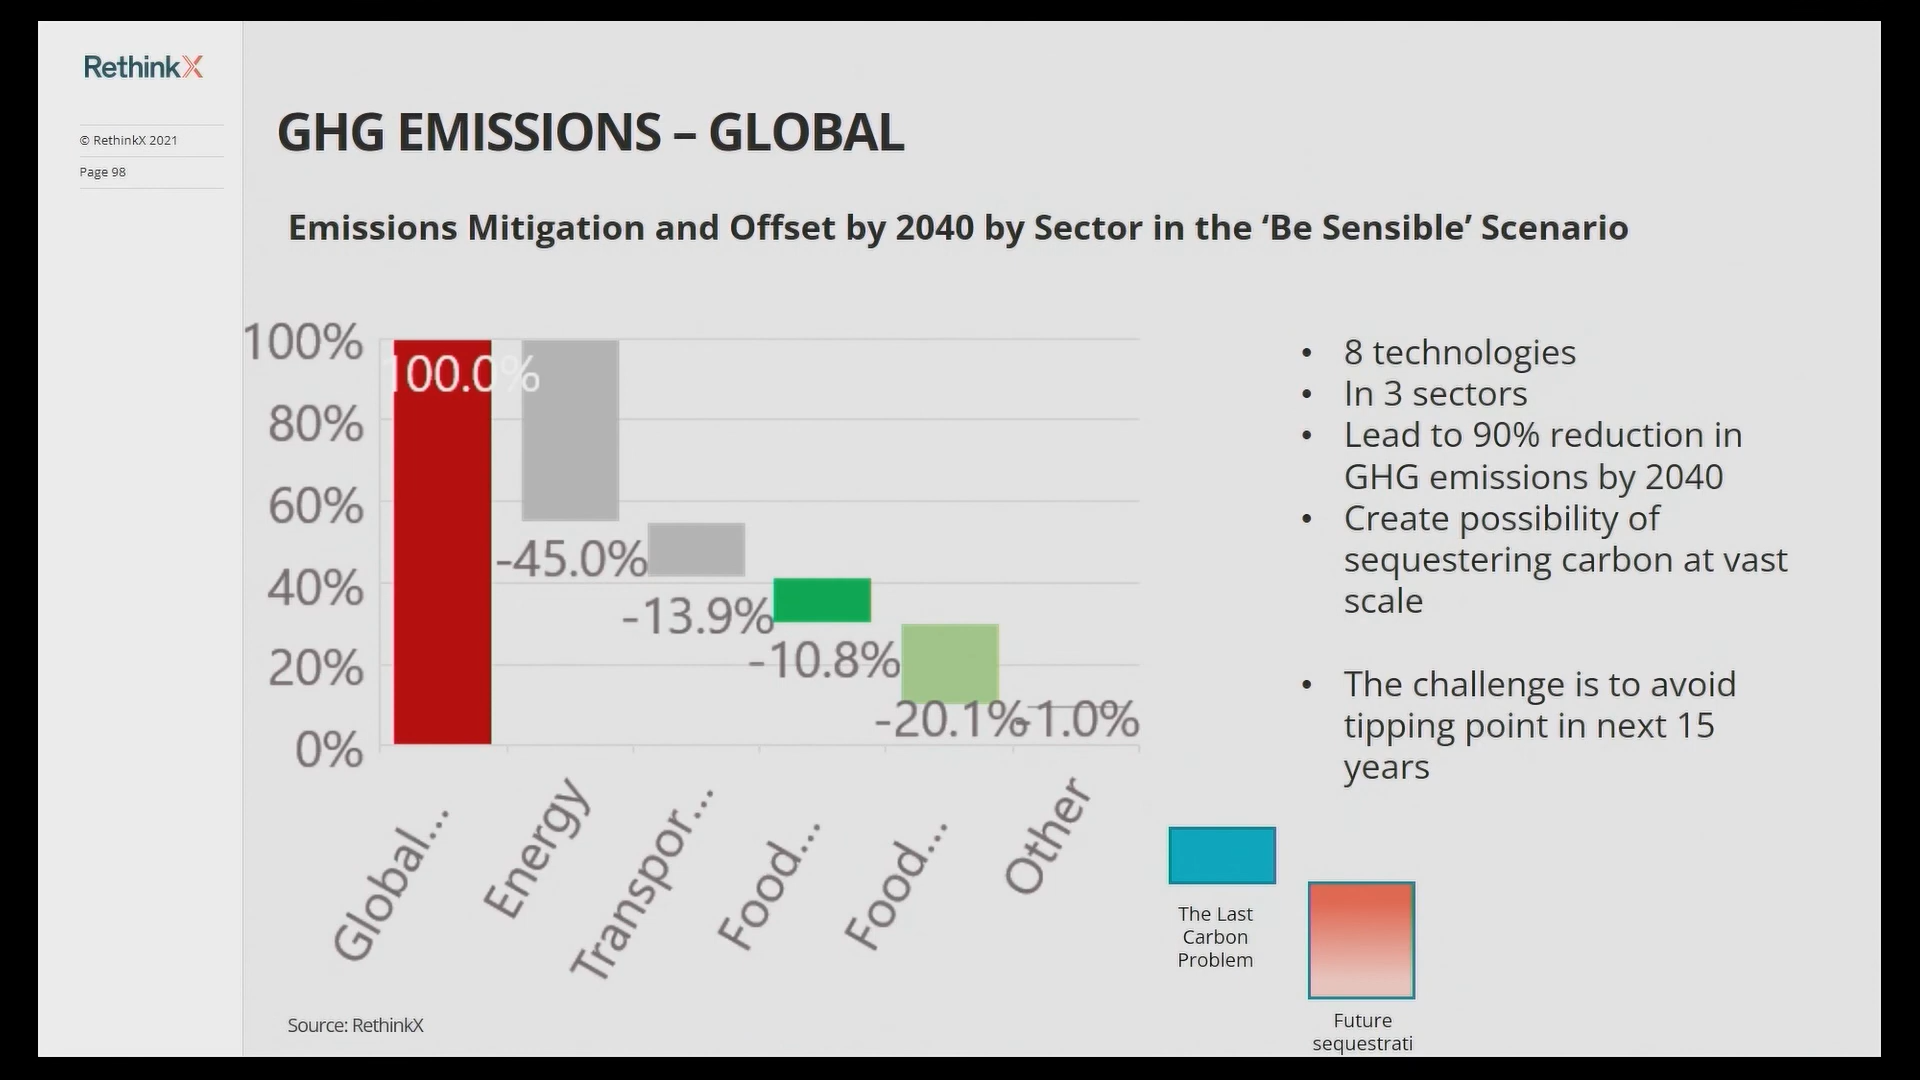 RethinkX
© RethinkX 2021
Page 98
GHG EMISSIONS – GLOBAL
Emissions Mitigation and Offset by 2040 by Sector in the ‘Be Sensible’ Scenario
100%
80%
60%
40%
20%
0%
100.0%
-45.0%
-13.9%
-10.8%
-20.1%
-1.0%
Global...
Energy
Transpor...
Food...
Food...
Other
• 8 technologies
• In 3 sectors
• Lead to 90% reduction in
GHG emissions by 2040
• Create possibility of
sequestering carbon at vast
scale
• The challenge is to avoid
tipping point in next 15
years
The Last
Carbon
Problem
Future
sequestrati
Source: RethinkX